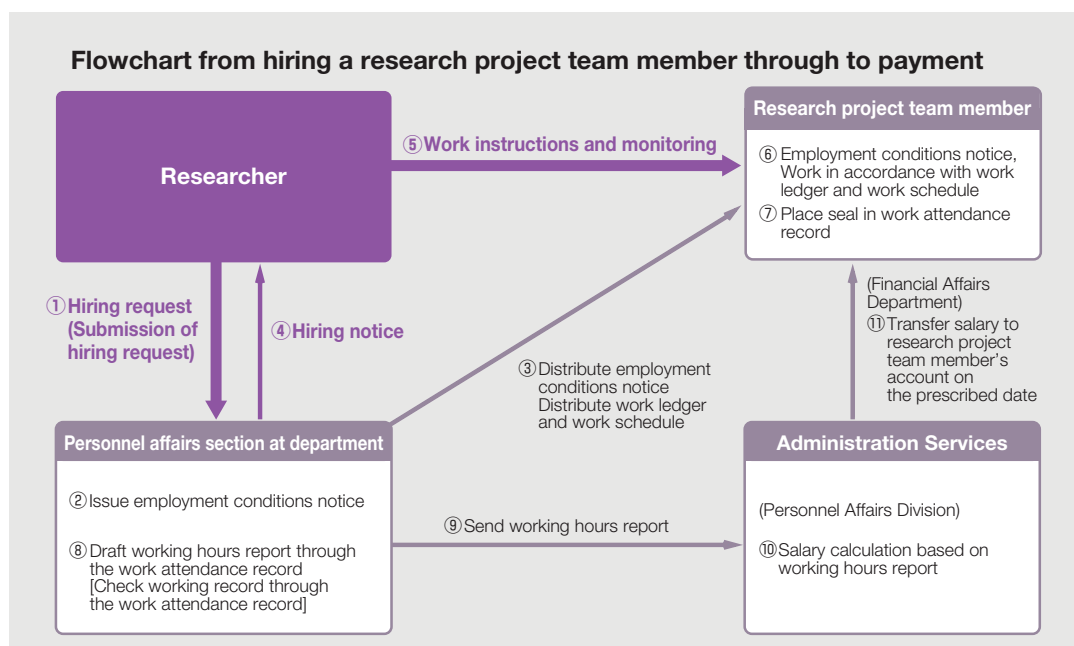 Flowchart from hiring a research project team member through to payment
Researcher
⑤Work instructions and monitoring
Research project team member
⑥Employment conditions notice,
Work in accordance with work
ledger and work schedule
⑦Place seal in work attendance
record
①Hiring request
(Submission of
hiring request)
④Hiring notice
③Distribute employment
conditions notice
Distribute work ledger
and work schedule
(Financial Affairs
Department)
⑪Transfer salary to
research project
team member's
account on
the prescribed date
Personnel affairs section at department
②Issue employment conditions notice
⑧Draft working hours report through
the work attendance record
[Check working record through
the work attendance record]
⑨Send working hours report
Administration Services
(Personnel Affairs Division)
⑩Salary calculation based on
working hours report